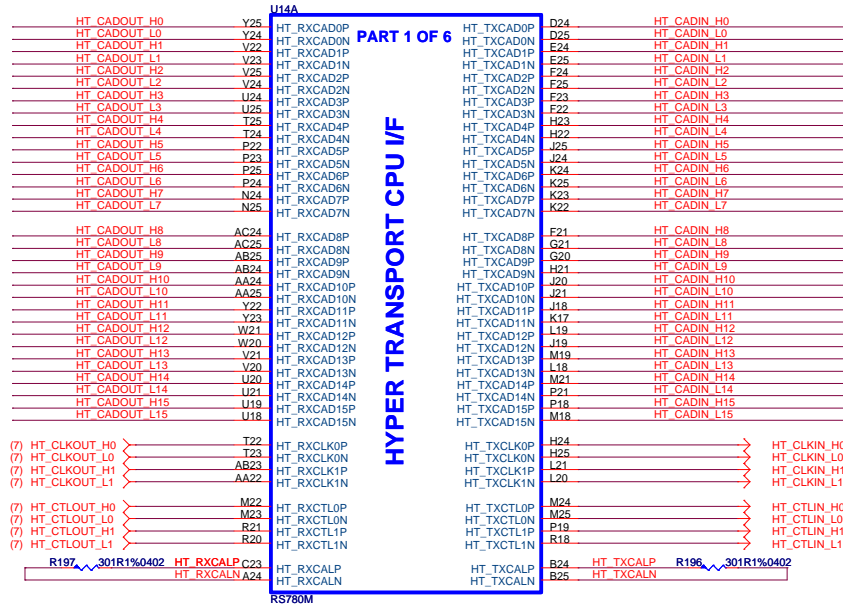 U14A
HT_CADOUT_H0 Y25 HT_RXCAD0P PART 1 OF 6 HT_TXCAD0P D24 HT_CADIN_H0
HT_CADOUT_L0 Y24 HT_RXCAD0N HT_TXCAD0N D25 HT_CADIN_L0
HT_CADOUT_H1 V22 HT_RXCAD1P HT_TXCAD1P E24 HT_CADIN_H1
HT_CADOUT_L1 V23 HT_RXCAD1N HT_TXCAD1N E25 HT_CADIN_L1
HT_CADOUT_H2 V25 HT_RXCAD2P HT_TXCAD2P F24 HT_CADIN_H2
HT_CADOUT_L2 V24 HT_RXCAD2N HT_TXCAD2N F25 HT_CADIN_L2
HT_CADOUT_H3 U24 HT_RXCAD3P HT_TXCAD3P F23 HT_CADIN_H3
HT_CADOUT_L3 U25 HT_RXCAD3N HT_TXCAD3N F22 HT_CADIN_L3
HT_CADOUT_H4 T25 HT_RXCAD4P HT_TXCAD4P H23 HT_CADIN_H4
HT_CADOUT_L4 T24 HT_RXCAD4N HT_TXCAD4N H22 HT_CADIN_L4
HT_CADOUT_H5 P22 HT_RXCAD5P HT_TXCAD5P J25 HT_CADIN_H5
HT_CADOUT_L5 P23 HT_RXCAD5N HT_TXCAD5N J24 HT_CADIN_L5
HT_CADOUT_H6 P25 HT_RXCAD6P HT_TXCAD6P K24 HT_CADIN_H6
HT_CADOUT_L6 P24 HT_RXCAD6N HT_TXCAD6N K25 HT_CADIN_L6
HT_CADOUT_H7 N24 HT_RXCAD7P HT_TXCAD7P K23 HT_CADIN_H7
HT_CADOUT_L7 N25 HT_RXCAD7N HT_TXCAD7N K22 HT_CADIN_L7
HYPER TRANSPORT CPU I/F
HT_CADOUT_H8 AC24 HT_RXCAD8P HT_TXCAD8P F21 HT_CADIN_H8
HT_CADOUT_L8 AC25 HT_RXCAD8N HT_TXCAD8N G21 HT_CADIN_L8
HT_CADOUT_H9 AB25 HT_RXCAD9P HT_TXCAD9P G20 HT_CADIN_H9
HT_CADOUT_L9 AB24 HT_RXCAD9N HT_TXCAD9N H21 HT_CADIN_L9
HT_CADOUT_H10 AA24 HT_RXCAD10P HT_TXCAD10P J20 HT_CADIN_H10
HT_CADOUT_L10 AA25 HT_RXCAD10N HT_TXCAD10N J21 HT_CADIN_L10
HT_CADOUT_H11 Y22 HT_RXCAD11P HT_TXCAD11P J18 HT_CADIN_H11
HT_CADOUT_L11 Y23 HT_RXCAD11N HT_TXCAD11N K17 HT_CADIN_L11
HT_CADOUT_H12 W21 HT_RXCAD12P HT_TXCAD12P L19 HT_CADIN_H12
HT_CADOUT_L12 W20 HT_RXCAD12N HT_TXCAD12N J19 HT_CADIN_L12
HT_CADOUT_H13 V21 HT_RXCAD13P HT_TXCAD13P M19 HT_CADIN_H13
HT_CADOUT_L13 V20 HT_RXCAD13N HT_TXCAD13N L18 HT_CADIN_L13
HT_CADOUT_H14 U20 HT_RXCAD14P HT_TXCAD14P M21 HT_CADIN_H14
HT_CADOUT_L14 U21 HT_RXCAD14N HT_TXCAD14N P21 HT_CADIN_L14
HT_CADOUT_H15 U19 HT_RXCAD15P HT_TXCAD15P P18 HT_CADIN_H15
HT_CADOUT_L15 U18 HT_RXCAD15N HT_TXCAD15N M18 HT_CADIN_L15
(7) HT_CLKOUT_H0 T22 HT_RXCLK0P HT_TXCLK0P H24 HT_CLKIN_H0
(7) HT_CLKOUT_L0 T23 HT_RXCLK0N HT_TXCLK0N H25 HT_CLKIN_L0
(7) HT_CLKOUT_H1 AB23 HT_RXCLK1P HT_TXCLK1P L21 HT_CLKIN_H1
(7) HT_CLKOUT_L1 AA22 HT_RXCLK1N HT_TXCLK1N L20 HT_CLKIN_L1
(7) HT_CTLOUT_H0 M22 HT_RXCTL0P HT_TXCTL0P M24 HT_CTLIN_H0
(7) HT_CTLOUT_L0 M23 HT_RXCTL0N HT_TXCTL0N M25 HT_CTLIN_L0
(7) HT_CTLOUT_H1 R21 HT_RXCTL1P HT_TXCTL1P P19 HT_CTLIN_H1
(7) HT_CTLOUT_L1 R20 HT_RXCTL1N HT_TXCTL1N R18 HT_CTLIN_L1
R197 301R1%0402 HT_RXCALP C23 HT_RXCALP HT_TXCALP B24 HT_TXCALP R196 301R1%0402
HT_RXCALN A24 HT_RXCALN HT_TXCALN B25 HT_TXCALN
RS780M